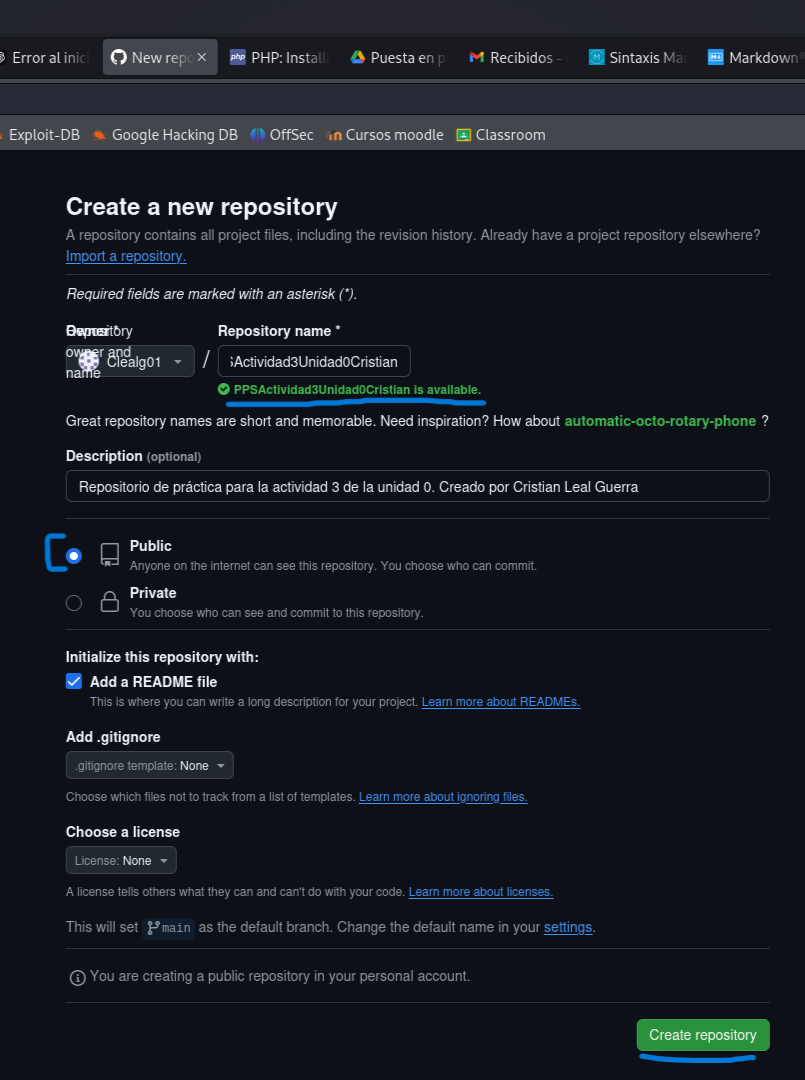 Error al inic
New repo
PHP: Install
Puesta en p
Recibidos -
Sintaxis Ma
Markdown
Exploit-DB
Google Hacking DB
OffSec
Cursos moodle
Classroom
Create a new repository
A repository contains all project files, including the revision history. Already have a project repository elsewhere?
Import a repository.
Required fields are marked with an asterisk (*).
Owner *
Repository owner and name
Clealg01
/
Repository name *
sActividad3Unidad0Cristian
PPSActividad3Unidad0Cristian is available.
Great repository names are short and memorable. Need inspiration? How about automatic-octo-rotary-phone ?
Description (optional)
Repositorio de práctica para la actividad 3 de la unidad 0. Creado por Cristian Leal Guerra
Public
Anyone on the internet can see this repository. You choose who can commit.
Private
You choose who can see and commit to this repository.
Initialize this repository with:
Add a README file
This is where you can write a long description for your project. Learn more about READMEs.
Add .gitignore
.gitignore template: None
Choose which files not to track from a list of templates. Learn more about ignoring files.
Choose a license
License: None
A license tells others what they can and can't do with your code. Learn more about licenses.
This will set main as the default branch. Change the default name in your settings.
You are creating a public repository in your personal account.
Create repository